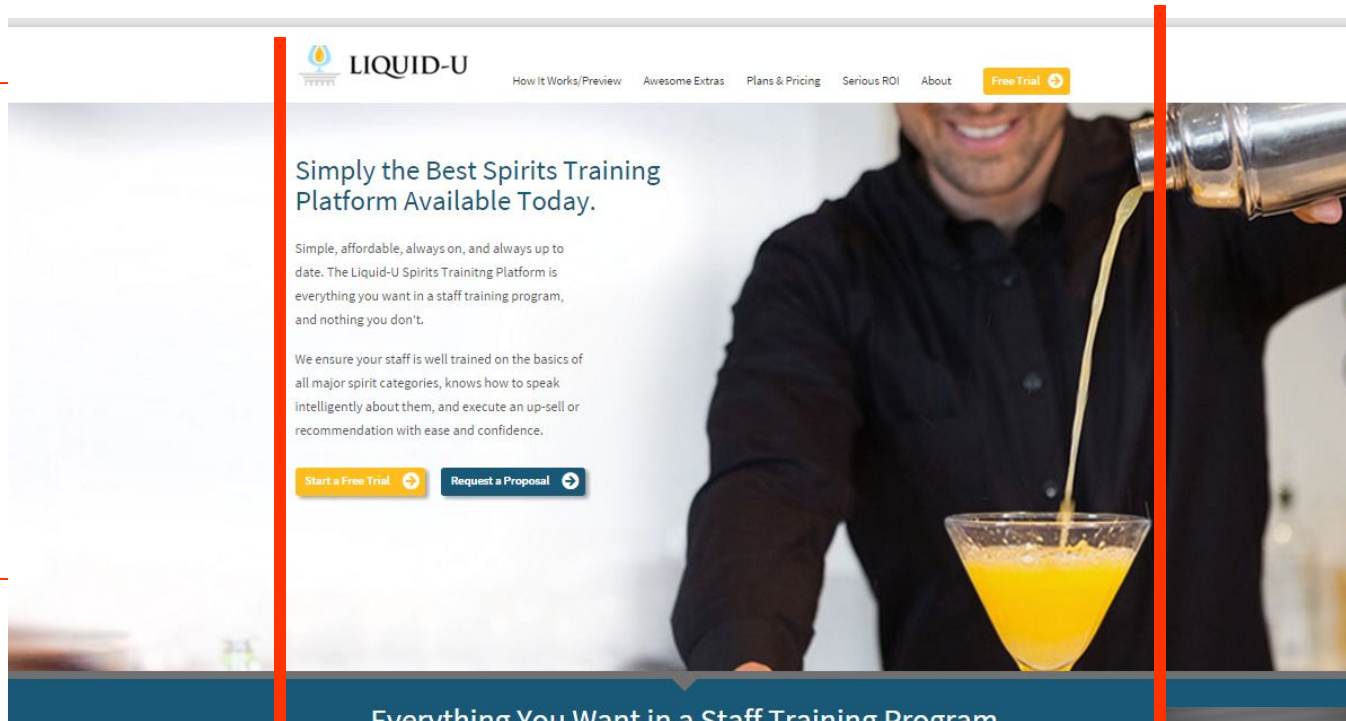 LIQUID-U
How It Works/Preview Awesome Extras Plans & Pricing Serious ROI About Free Trial
Simply the Best Spirits Training
Platform Available Today.
Simple, affordable, always on, and always up to
date. The Liquid-U Spirits Trainitng Platform is
everything you want in a staff training program,
and nothing you don't.
We ensure your staff is well trained on the basics of
all major spirit categories, knows how to speak
intelligently about them, and execute an up-sell or
recommendation with ease and confidence.
Start a Free Trial Request a Proposal
Everything You Want in a Staff Training Program